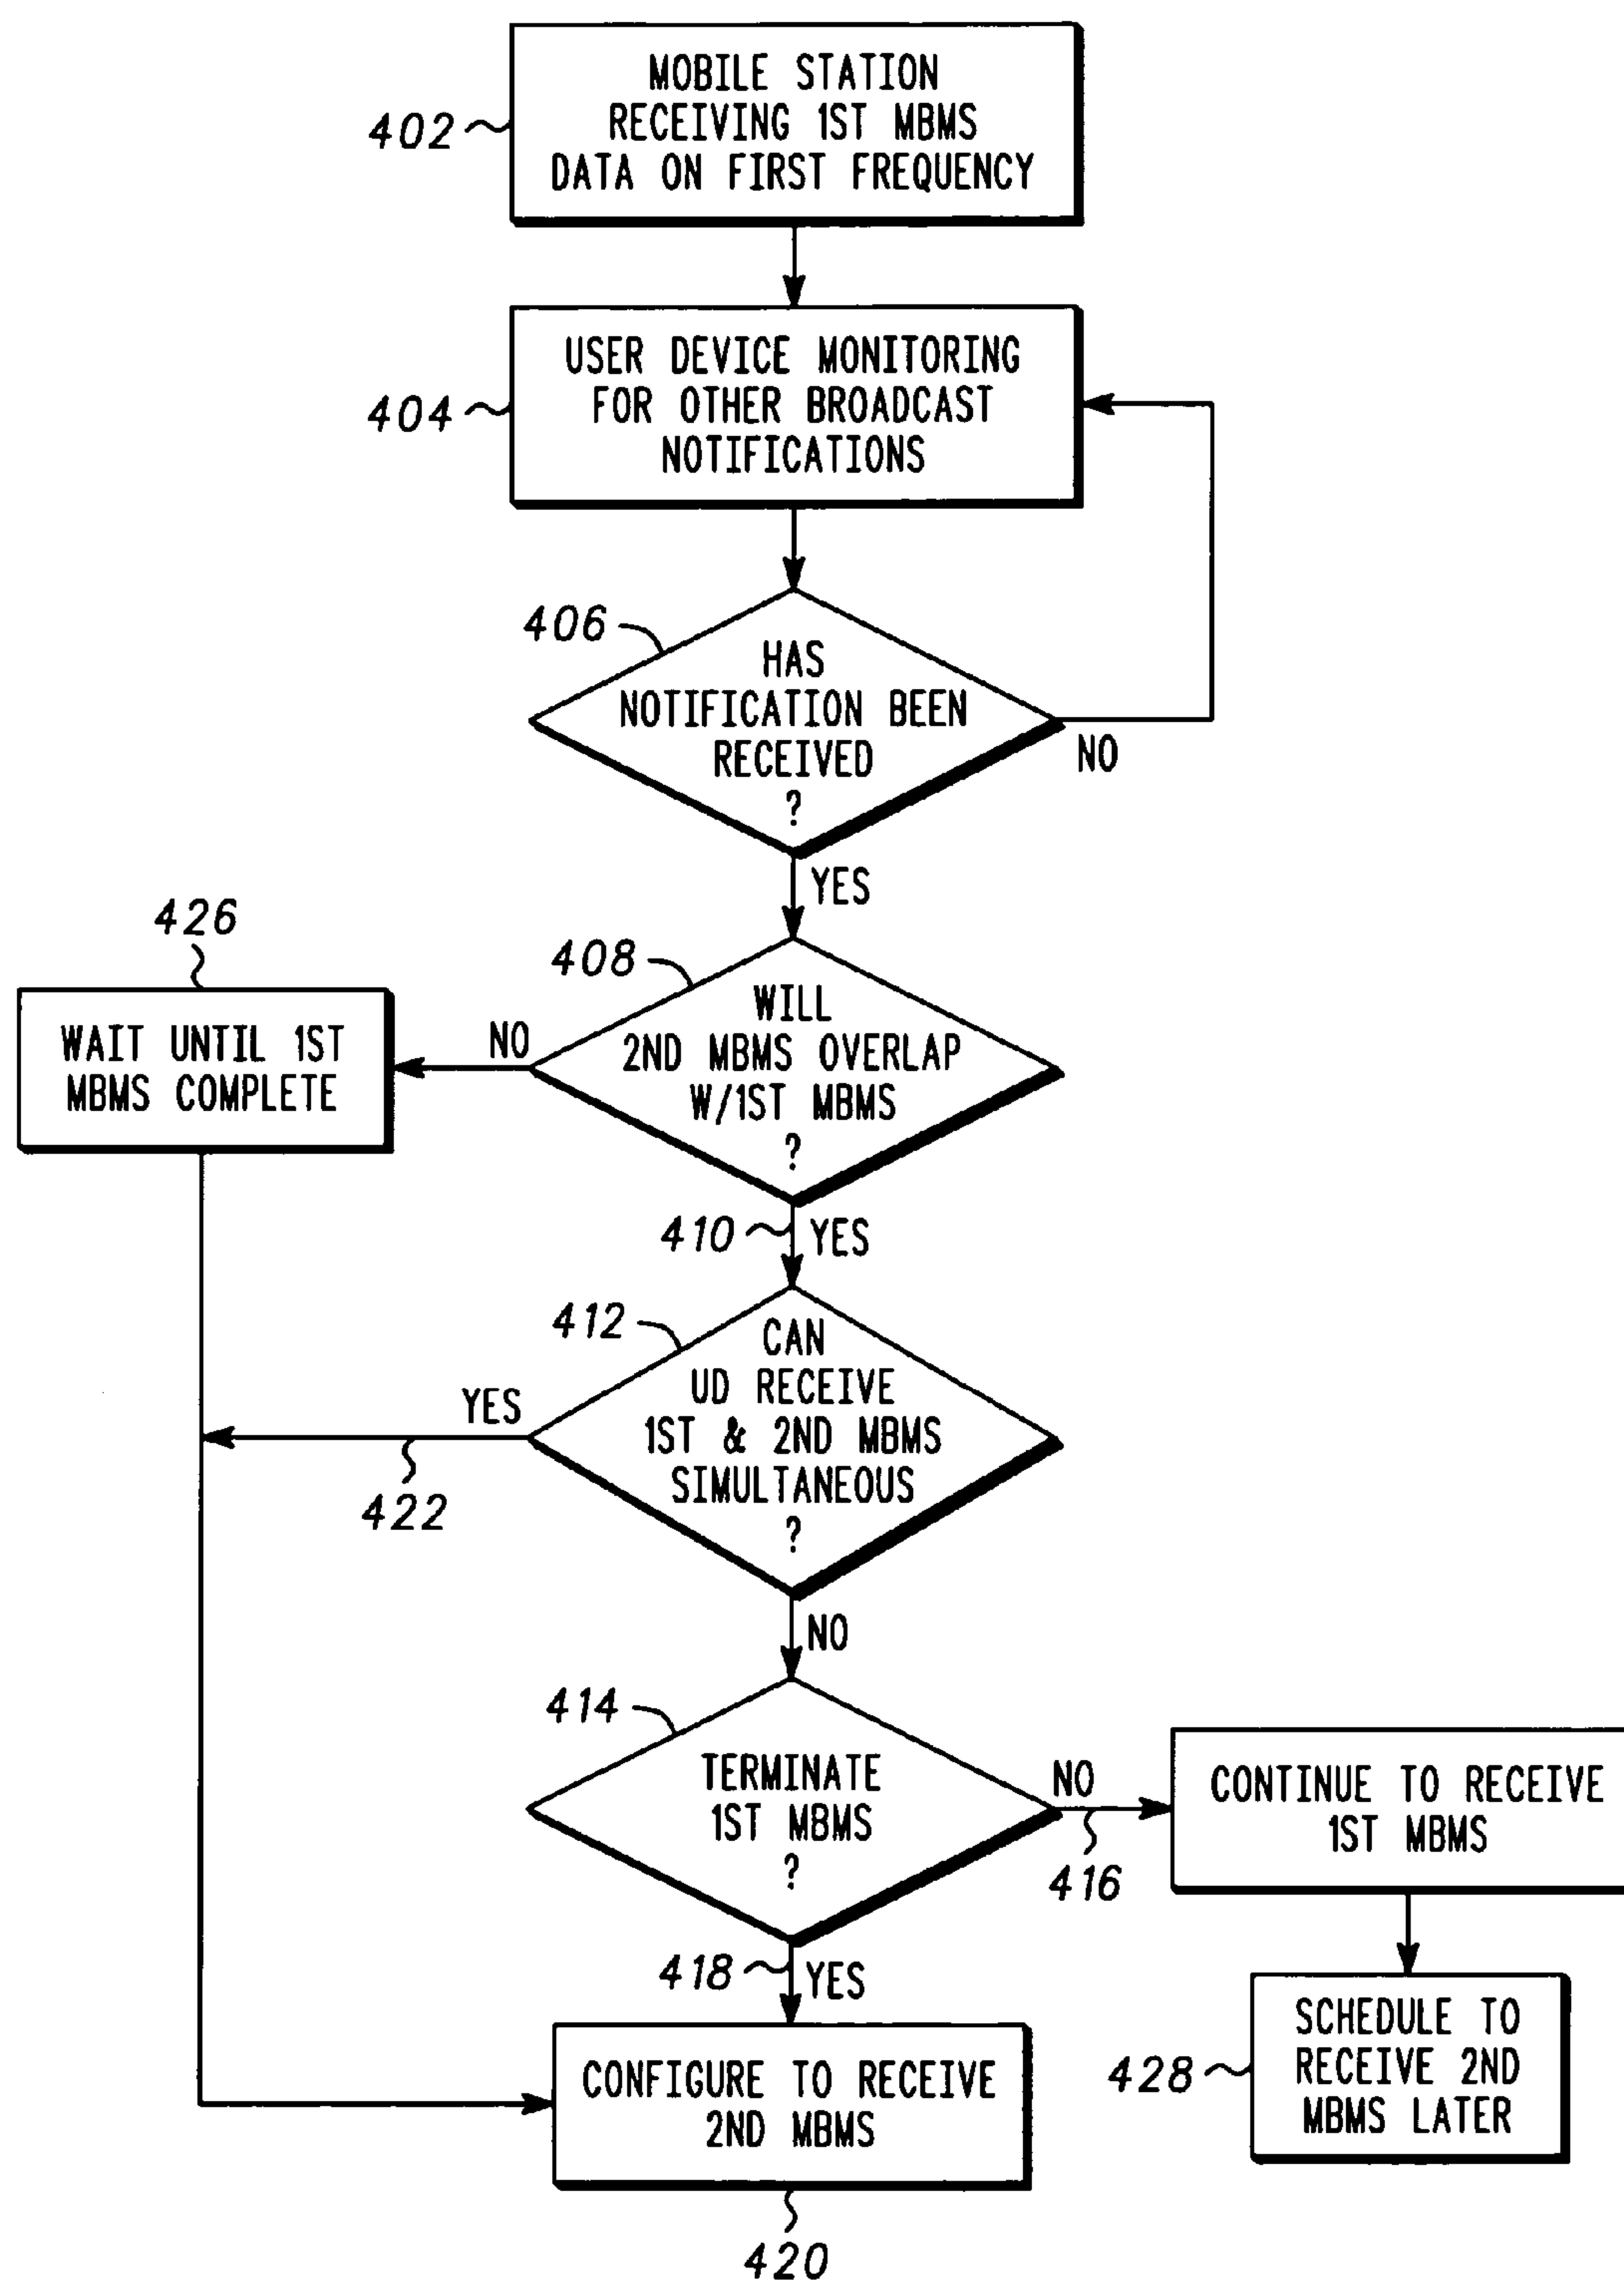 MOBILE STATION
RECEIVING 1ST MBMS
DATA ON FIRST FREQUENCY
402
USER DEVICE MONITORING
FOR OTHER BROADCAST
NOTIFICATIONS
404
406
HAS
NOTIFICATION BEEN
RECEIVED
?
NO
YES
426
WAIT UNTIL 1ST
MBMS COMPLETE
NO
408
WILL
2ND MBMS OVERLAP
W/1ST MBMS
?
410
YES
412
CAN
UD RECEIVE
1ST & 2ND MBMS
SIMULTANEOUS
?
YES
422
NO
414
TERMINATE
1ST MBMS
?
NO
416
CONTINUE TO RECEIVE
1ST MBMS
418
YES
CONFIGURE TO RECEIVE
2ND MBMS
420
428
SCHEDULE TO
RECEIVE 2ND
MBMS LATER